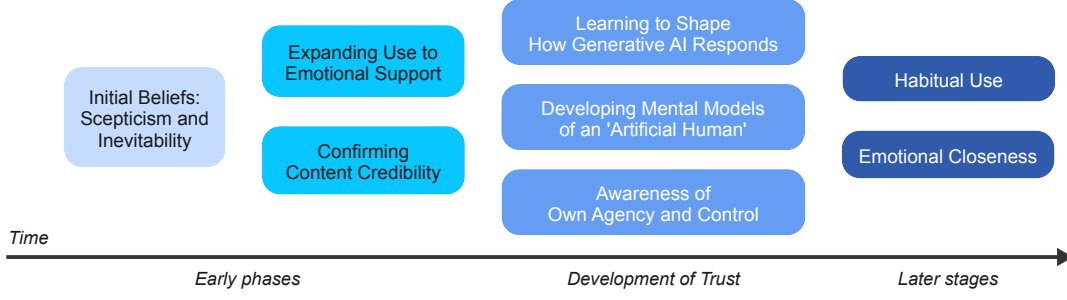 Initial Beliefs:
Scepticism and
Inevitability
Expanding Use to
Emotional Support
Confirming
Content Credibility
Learning to Shape
How Generative AI Responds
Developing Mental Models
of an 'Artificial Human'
Awareness of
Own Agency and Control
Habitual Use
Emotional Closeness
Time
Early phases
Development of Trust
Later stages